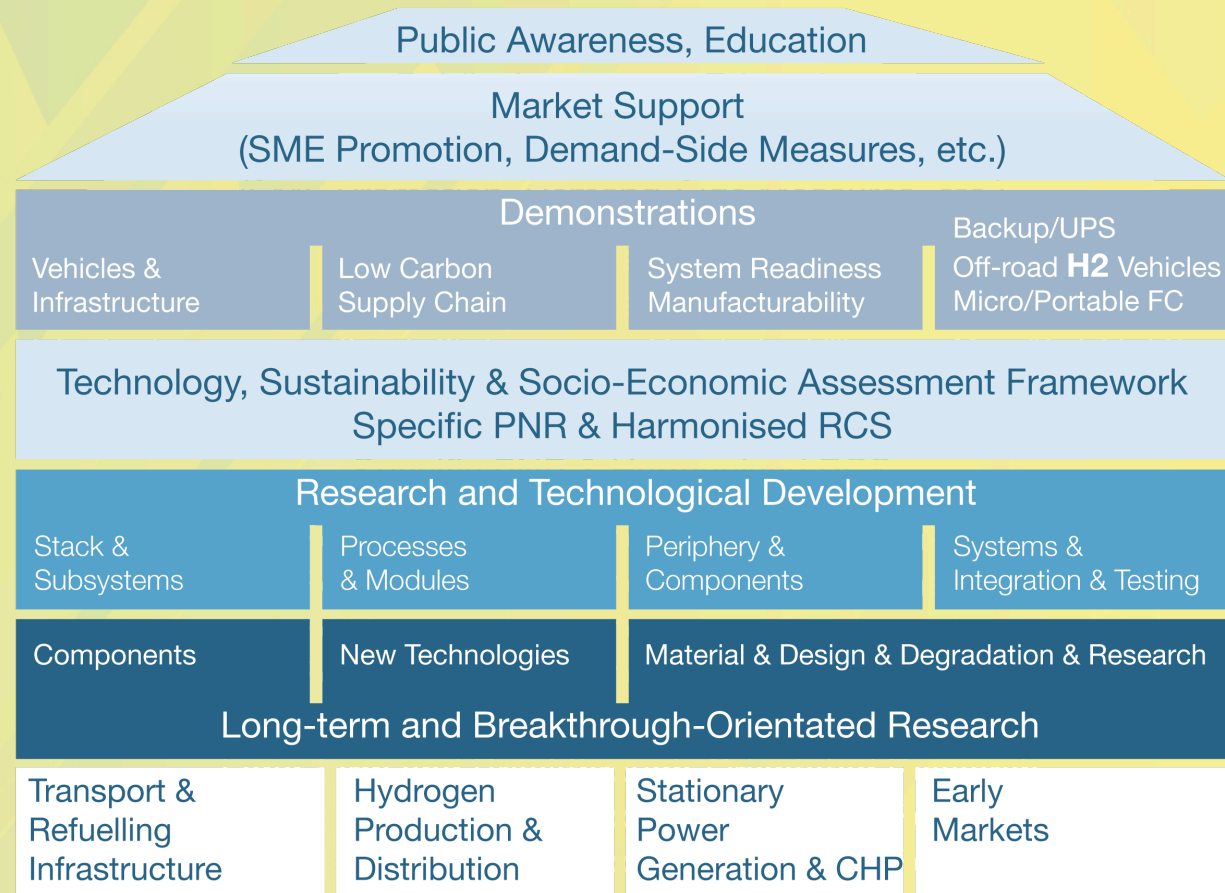 Public Awareness, Education
Market Support
(SME Promotion, Demand-Side Measures, etc.)
Demonstrations
Vehicles &
Infrastructure
Low Carbon
Supply Chain
System Readiness
Manufacturability
Backup/UPS
Off-road H2 Vehicles
Micro/Portable FC
Technology, Sustainability & Socio-Economic Assessment Framework
Specific PNR & Harmonised RCS
Research and Technological Development
Stack &
Subsystems
Processes
& Modules
Periphery &
Components
Systems &
Integration & Testing
Components
New Technologies
Material & Design & Degradation & Research
Long-term and Breakthrough-Orientated Research
Transport &
Refuelling
Infrastructure
Hydrogen
Production &
Distribution
Stationary
Power
Generation & CHP
Early
Markets